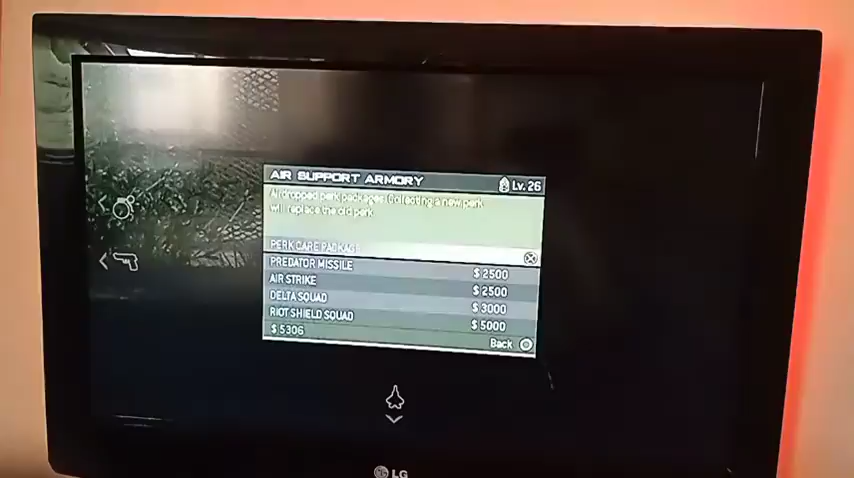 AIR SUPPORT ARMORY
Lv. 26
Airdropped perk packages. Collecting a new perk
will replace the old perk.
PERK CARE PACKAGE
PREDATOR MISSILE $ 2500
AIR STRIKE $ 2500
DELTA SQUAD $ 3000
RIOT SHIELD SQUAD $ 5000
$ 5306
Back
LG